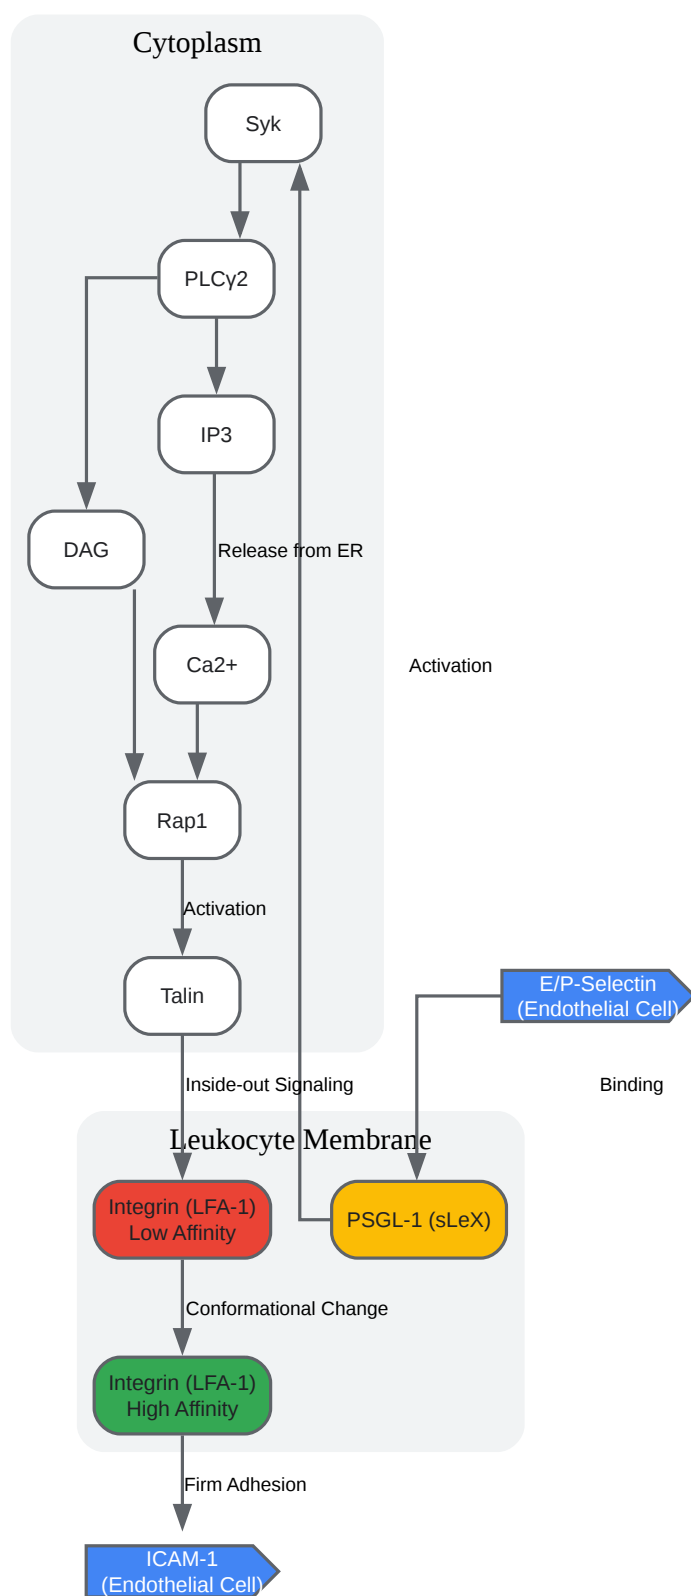 Cytoplasm
Syk
PLCγ2
IP3
DAG
Release from ER
Ca2+
Activation
Rap1
Activation
Talin
E/P-Selectin
(Endothelial Cell)
Inside-out Signaling
Binding
Leukocyte Membrane
Integrin (LFA-1)
Low Affinity
PSGL-1 (sLeX)
Conformational Change
Integrin (LFA-1)
High Affinity
Firm Adhesion
ICAM-1
(Endothelial Cell)